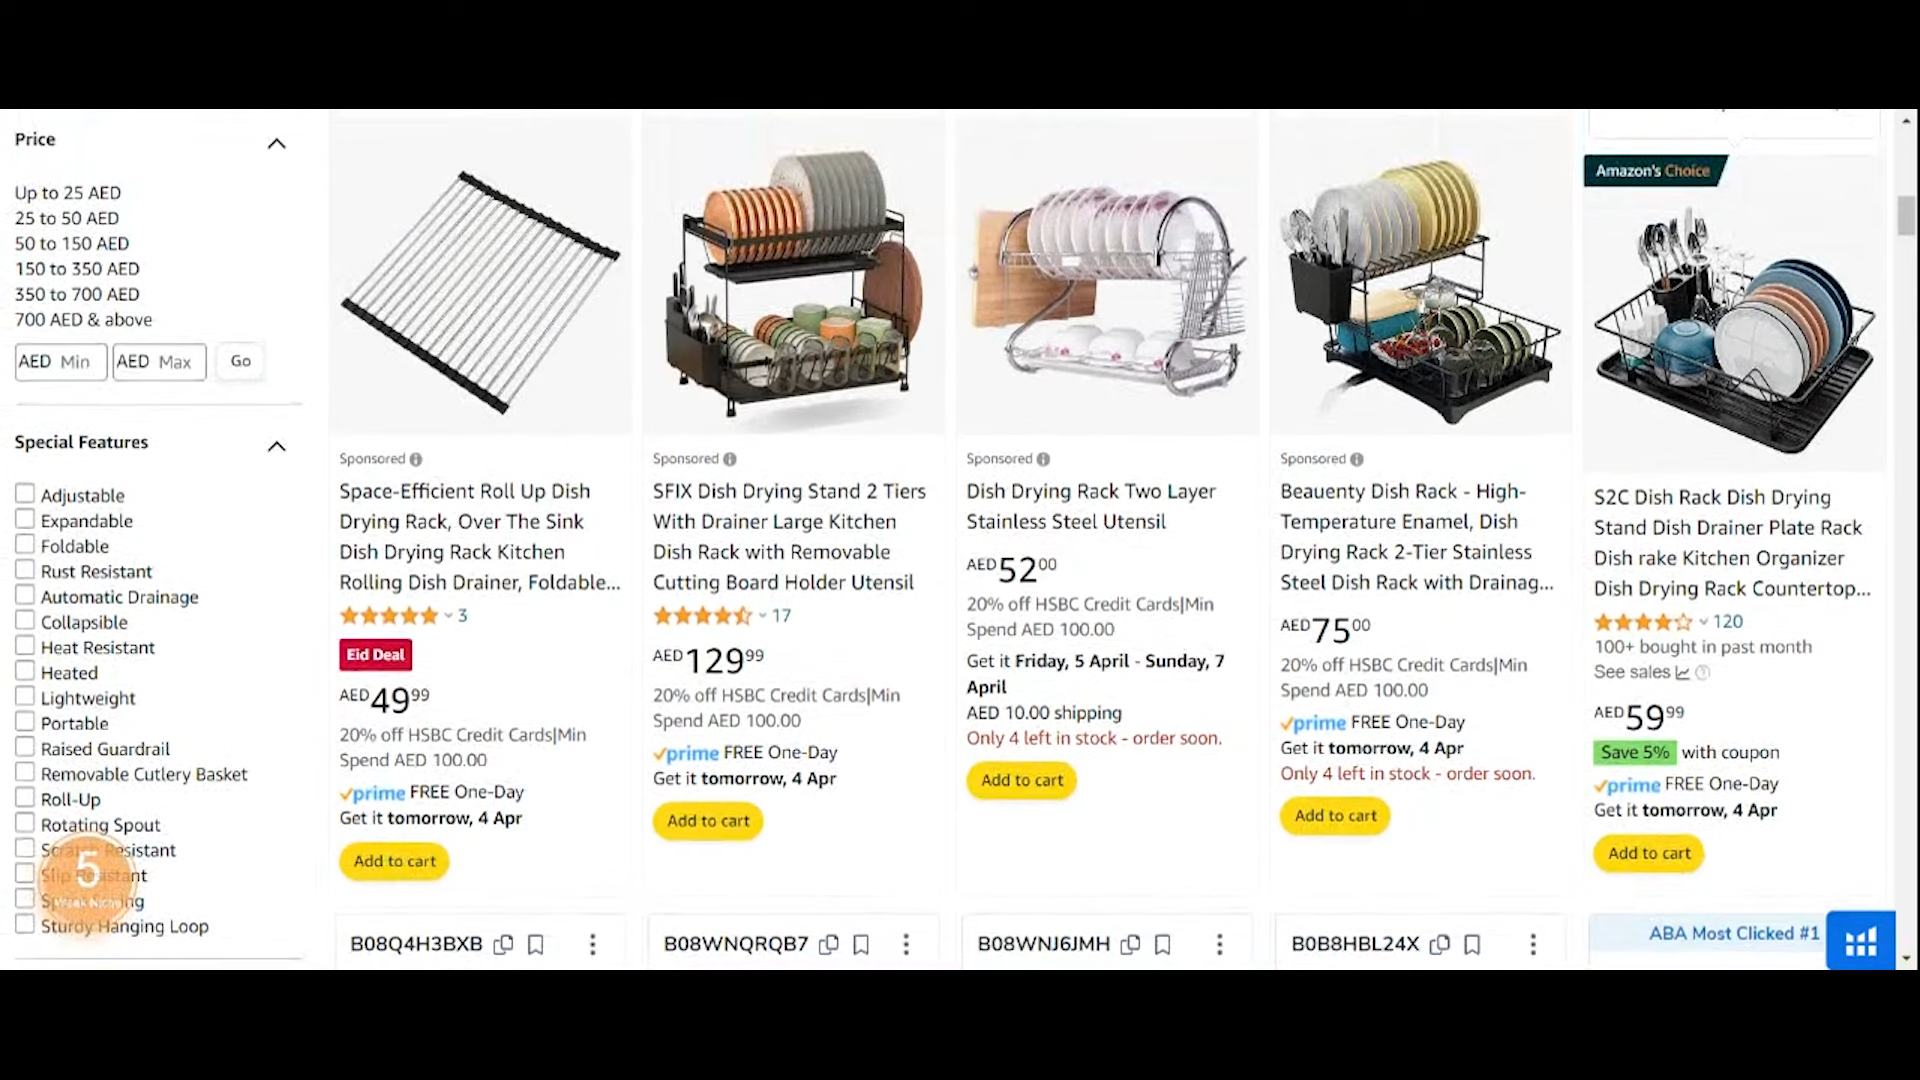 Price
Up to 25 AED
25 to 50 AED
50 to 150 AED
150 to 350 AED
350 to 700 AED
700 AED & above
AED Min
AED Max
Go
Special Features
Adjustable
Expandable
Foldable
Rust Resistant
Automatic Drainage
Collapsible
Heat Resistant
Heated
Lightweight
Portable
Raised Guardrail
Removable Cutlery Basket
Roll-Up
Rotating Spout
Resistant
5
Sturdy Hanging Loop
Sponsored
Space-Efficient Roll Up Dish
Drying Rack, Over The Sink
Dish Drying Rack Kitchen
Rolling Dish Drainer, Foldable...
3
Eid Deal
AED 49 99
20% off HSBC Credit Cards|Min
Spend AED 100.00
prime FREE One-Day
Get it tomorrow, 4 Apr
Add to cart
B08Q4H3BXB
Sponsored
SFIX Dish Drying Stand 2 Tiers
With Drainer Large Kitchen
Dish Rack with Removable
Cutting Board Holder Utensil
17
AED 129 99
20% off HSBC Credit Cards|Min
Spend AED 100.00
prime FREE One-Day
Get it tomorrow, 4 Apr
Add to cart
B08WNQRQB7
Sponsored
Dish Drying Rack Two Layer
Stainless Steel Utensil
AED 52 00
20% off HSBC Credit Cards|Min
Spend AED 100.00
Get it Friday, 5 April - Sunday, 7
April
AED 10.00 shipping
Only 4 left in stock - order soon.
Add to cart
B08WNJ6JMH
Sponsored
Beauenty Dish Rack - High-
Temperature Enamel, Dish
Drying Rack 2-Tier Stainless
Steel Dish Rack with Drainag...
AED 75 00
20% off HSBC Credit Cards|Min
Spend AED 100.00
prime FREE One-Day
Get it tomorrow, 4 Apr
Only 4 left in stock - order soon.
Add to cart
B0B8HBL24X
Amazon's Choice
S2C Dish Rack Dish Drying
Stand Dish Drainer Plate Rack
Dish rake Kitchen Organizer
Dish Drying Rack Countertop...
120
100+ bought in past month
See sales
AED 59 99
Save 5% with coupon
prime FREE One-Day
Get it tomorrow, 4 Apr
Add to cart
ABA Most Clicked #1